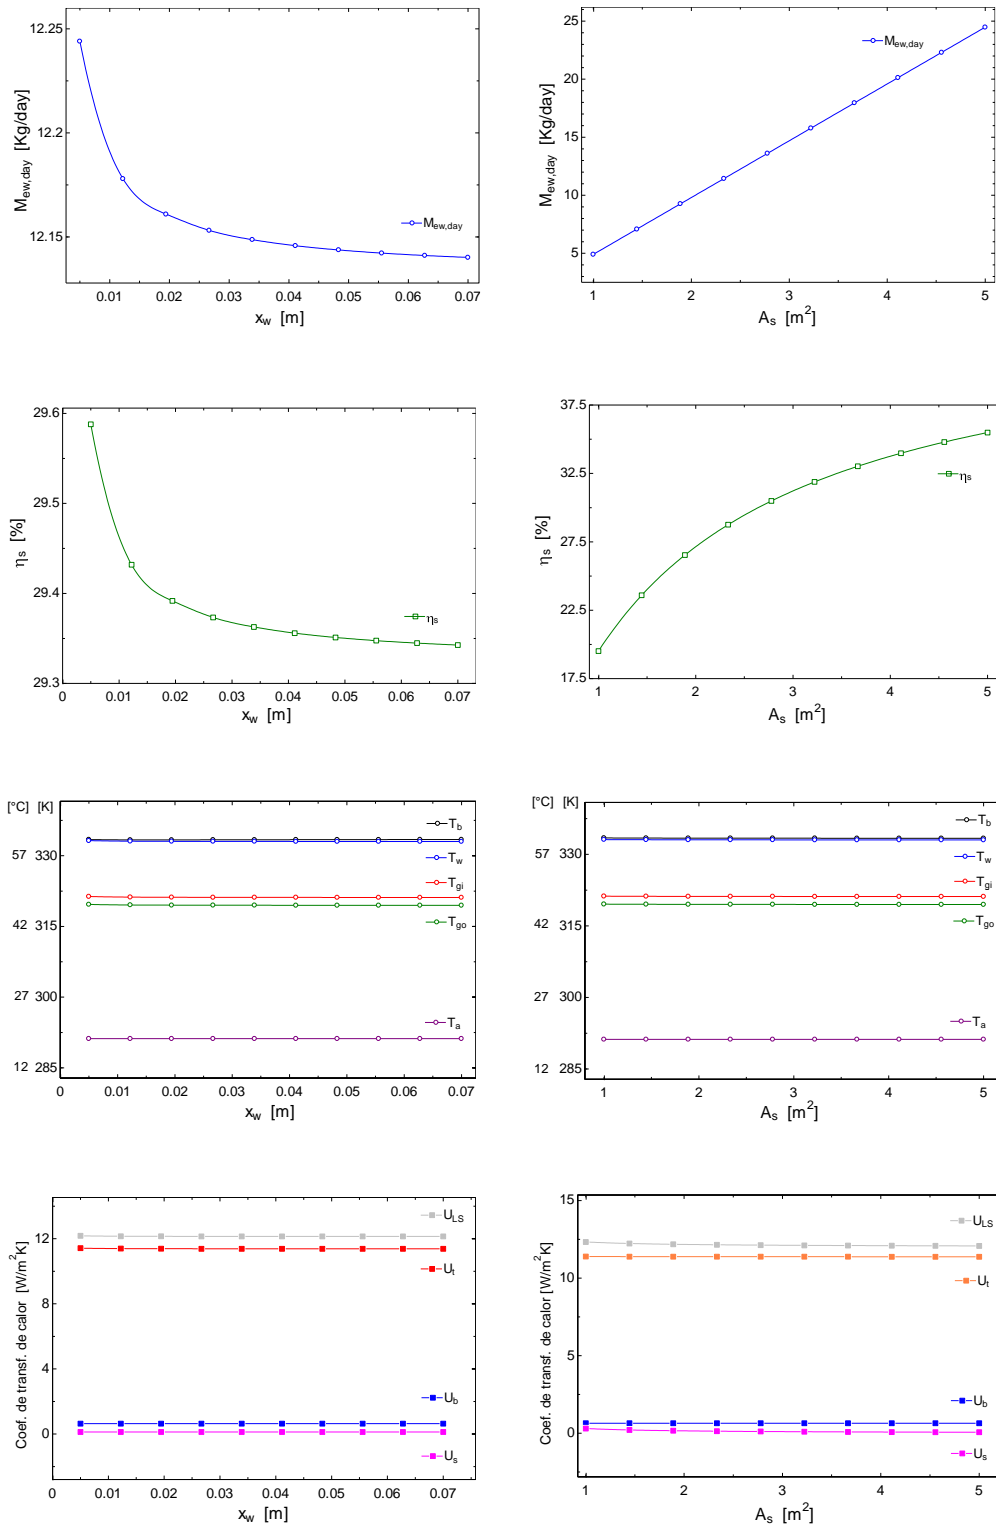 M_ew,day [Kg/day]
12.25
12.2
12.15
M_ew,day
0.01 0.02 0.03 0.04 0.05 0.06 0.07
x_w [m]
M_ew,day [Kg/day]
25
20
15
10
5
M_ew,day
1 2 3 4 5
A_s [m²]
η_s [%]
29.6
29.5
29.4
29.3
η_s
0 0.01 0.02 0.03 0.04 0.05 0.06 0.07
x_w [m]
η_s [%]
37.5
32.5
27.5
22.5
17.5
η_s
1 2 3 4 5
A_s [m²]
[°C] [K]
57 330
42 315
27 300
12 285
T_b
T_w
T_gi
T_go
T_a
0 0.01 0.02 0.03 0.04 0.05 0.06 0.07
x_w [m]
[°C] [K]
57 330
42 315
27 300
12 285
T_b
T_w
T_gi
T_go
T_a
1 2 3 4 5
A_s [m²]
Coef. de transf. de calor [W/m²K]
12
8
4
0
U_LS
U_t
U_b
U_s
0 0.01 0.02 0.03 0.04 0.05 0.06 0.07
x_w [m]
Coef. de transf. de calor [W/m²K]
15
10
5
0
U_LS
U_t
U_b
U_s
1 2 3 4 5
A_s [m²]